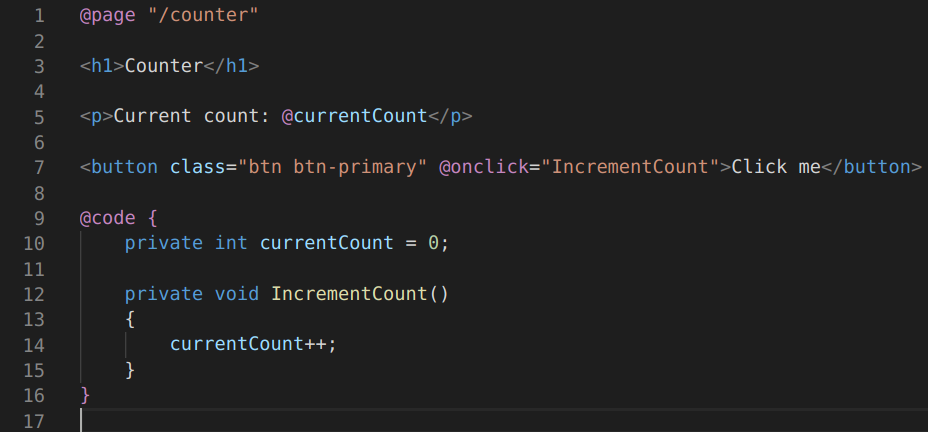 1 @page "/counter"
2
3 <h1>Counter</h1>
4
5 <p>Current count: @currentCount</p>
6
7 <button class="btn btn-primary" @onclick="IncrementCount">Click me</button>
8
9 @code {
10     private int currentCount = 0;
11
12     private void IncrementCount()
13     {
14         currentCount++;
15     }
16 }
17